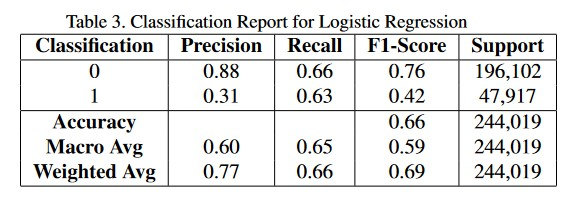 Table 3. Classification Report for Logistic Regression
Classification Precision Recall F1-Score Support
0 0.88 0.66 0.76 196,102
1 0.31 0.63 0.42 47,917
Accuracy 0.66 244,019
Macro Avg 0.60 0.65 0.59 244,019
Weighted Avg 0.77 0.66 0.69 244,019